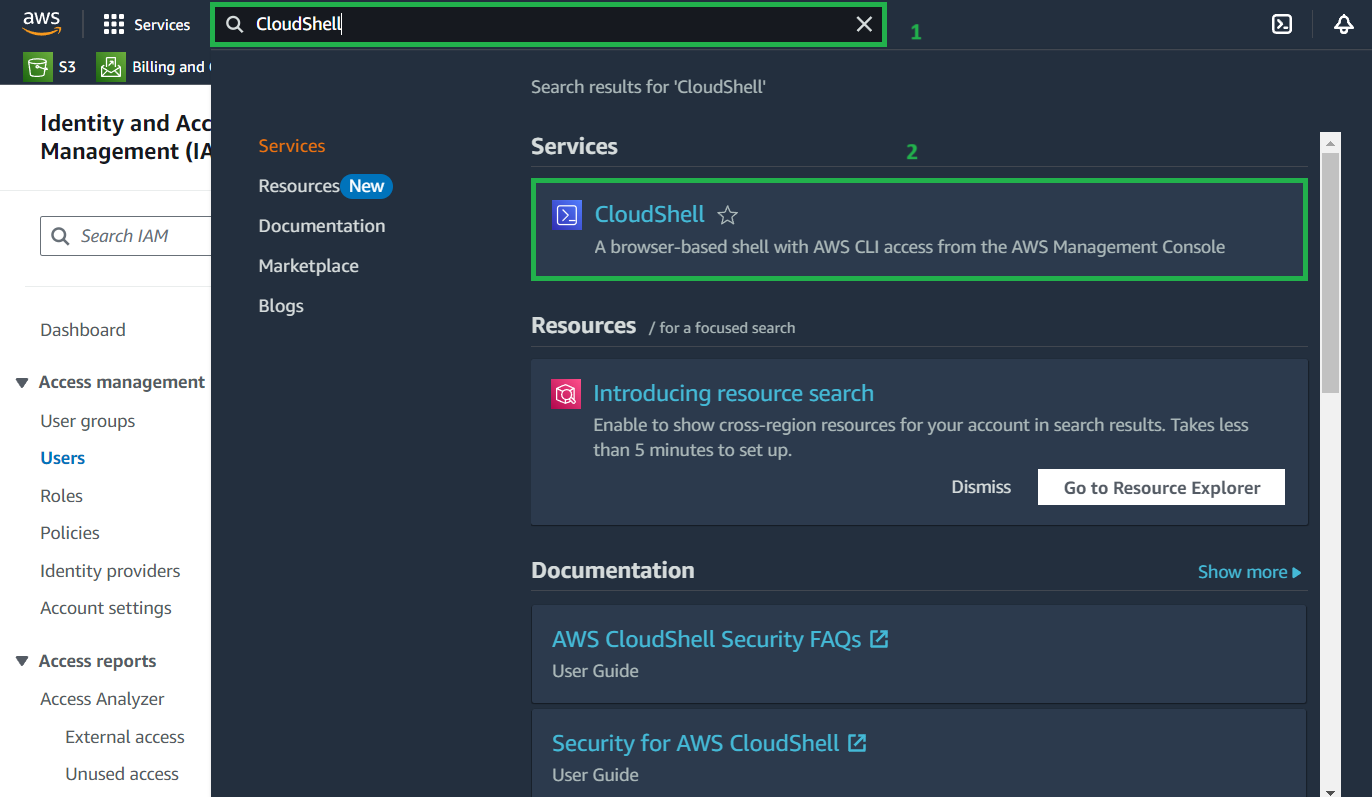 aws
Services
CloudShell
1
S3
Billing and
Search results for 'CloudShell'
Identity and Acc
Management (IA
Search IAM
Dashboard
Access management
User groups
Users
Roles
Policies
Identity providers
Account settings
Access reports
Access Analyzer
External access
Unused access
Services
Resources New
Documentation
Marketplace
Blogs
Services
2
CloudShell
A browser-based shell with AWS CLI access from the AWS Management Console
Resources / for a focused search
Introducing resource search
Enable to show cross-region resources for your account in search results. Takes less
than 5 minutes to set up.
Dismiss
Go to Resource Explorer
Documentation
Show more
AWS CloudShell Security FAQs
User Guide
Security for AWS CloudShell
User Guide